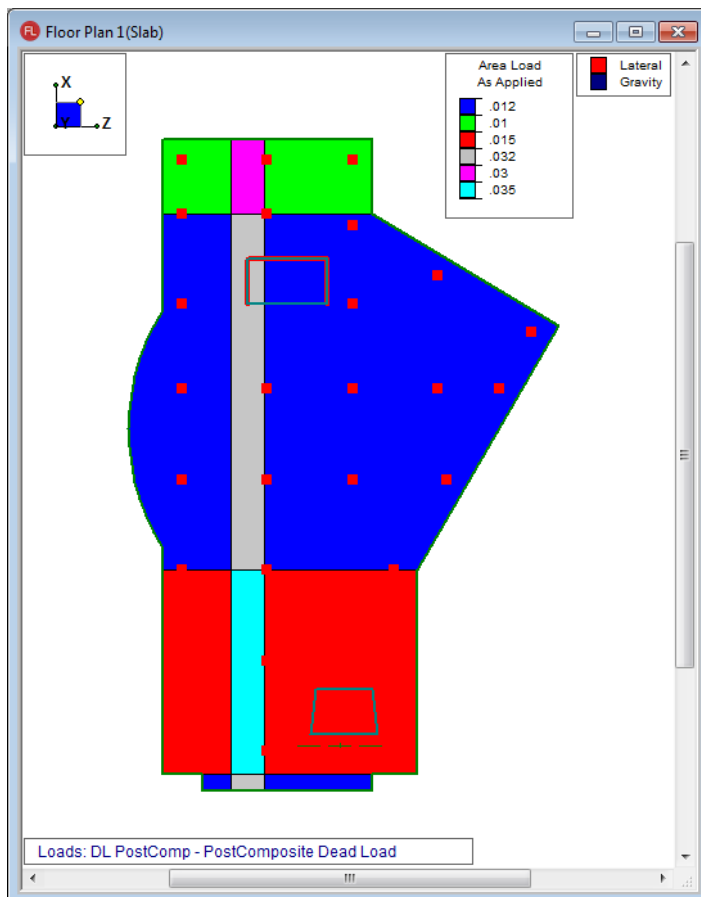 FL Floor Plan 1(Slab)
X
Y Z
Area Load
As Applied
.012
.01
.015
.032
.03
.035
Lateral
Gravity
Loads: DL PostComp - PostComposite Dead Load